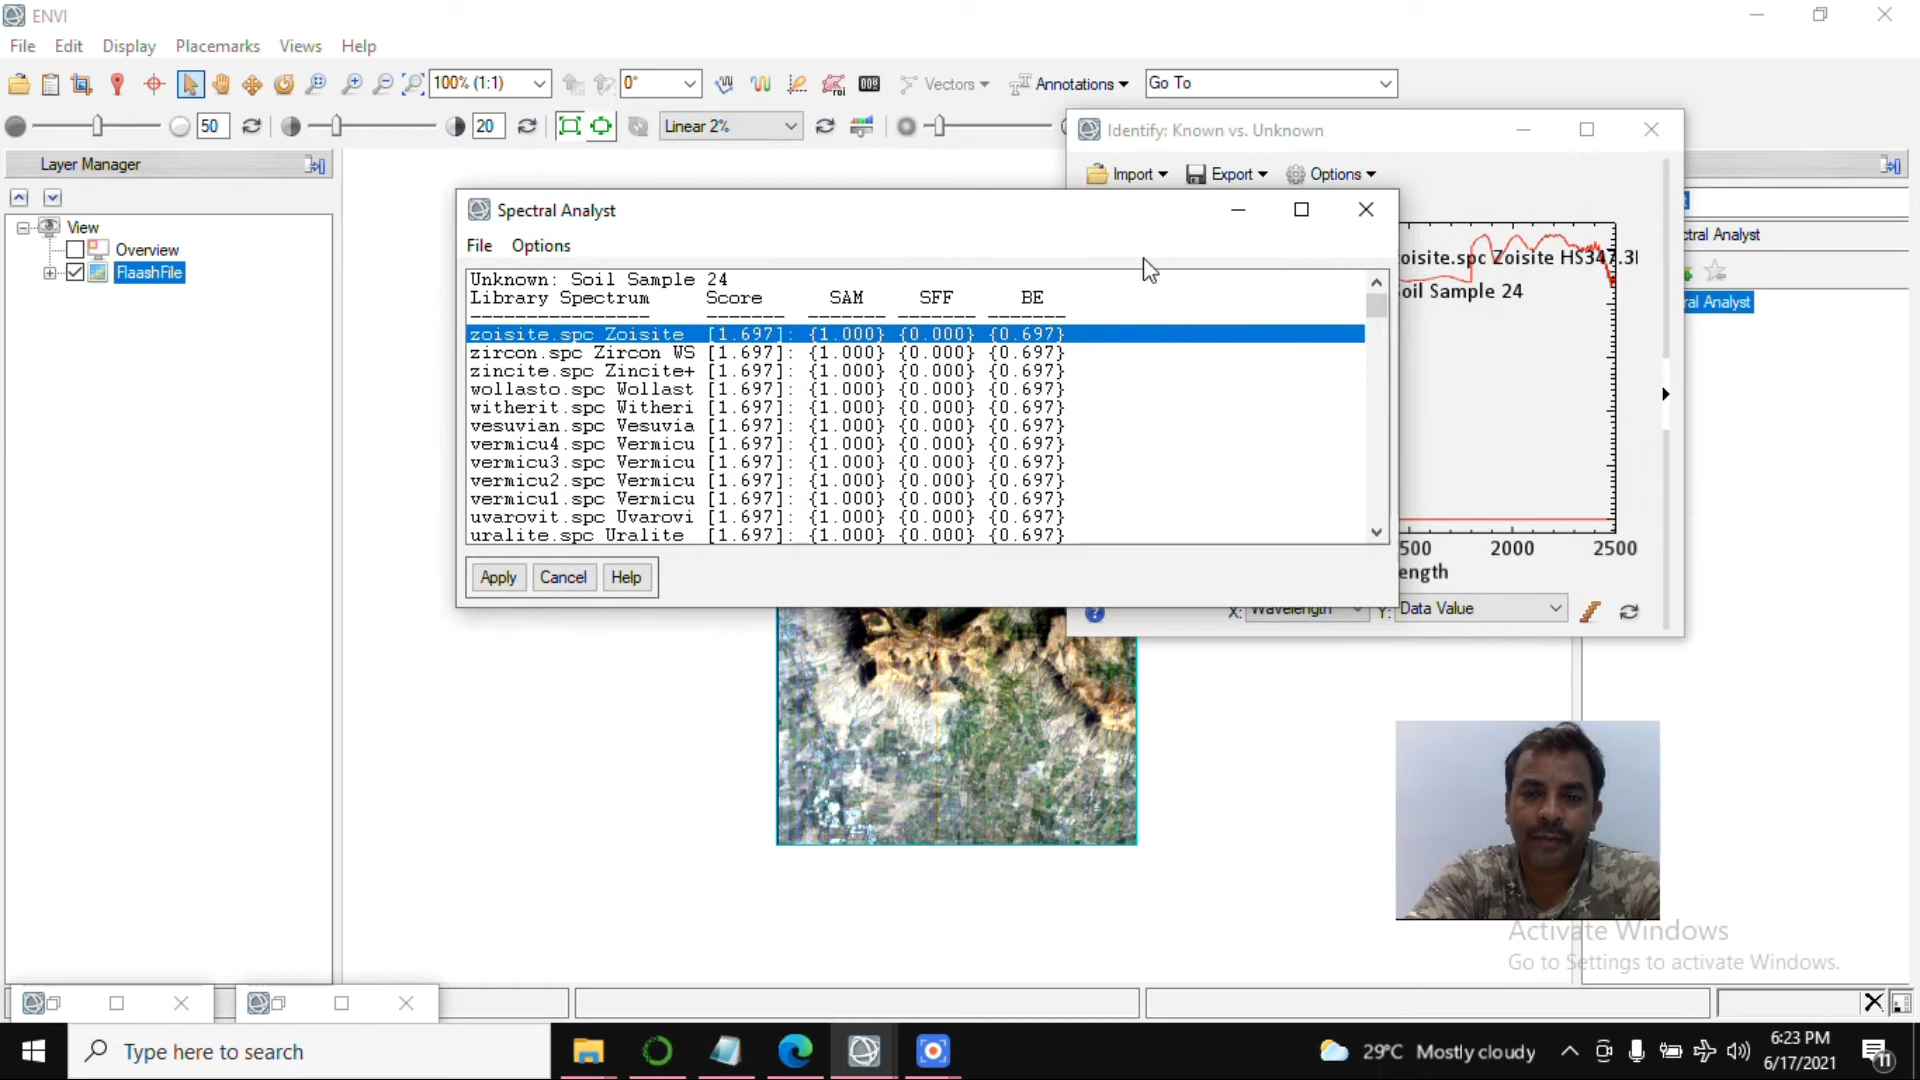 ENVI
File Edit Display Placemarks Views Help
100% (1:1) 0° Vectors Annotations Go To
50 20 Linear 2%
Layer Manager
View
Overview
FlaashFile
Identify: Known vs. Unknown
Import Export Options
Spectral Analyst
File Options
Unknown: Soil Sample 24
Library Spectrum Score SAM SFF BE
zoisite.spc Zoisite [1.697]: {1.000} {0.000} {0.697}
zircon.spc Zircon WS [1.697]: {1.000} {0.000} {0.697}
zincite.spc Zincite+ [1.697]: {1.000} {0.000} {0.697}
wollasto.spc Wollast [1.697]: {1.000} {0.000} {0.697}
witherit.spc Witheri [1.697]: {1.000} {0.000} {0.697}
vesuvian.spc Vesuvia [1.697]: {1.000} {0.000} {0.697}
vermicu4.spc Vermicu [1.697]: {1.000} {0.000} {0.697}
vermicu3.spc Vermicu [1.697]: {1.000} {0.000} {0.697}
vermicu2.spc Vermicu [1.697]: {1.000} {0.000} {0.697}
vermicu1.spc Vermicu [1.697]: {1.000} {0.000} {0.697}
uvarovit.spc Uvarovi [1.697]: {1.000} {0.000} {0.697}
uralite.spc Uralite [1.697]: {1.000} {0.000} {0.697}
Apply Cancel Help
oisite.spc Zoisite HS347.3
oil Sample 24
500 2000 2500
ength
X: Wavelength Y: Data Value
ctral Analyst
ral Analyst
Activate Windows
Go to Settings to activate Windows.
Type here to search
29°C Mostly cloudy
6:23 PM
6/17/2021
11